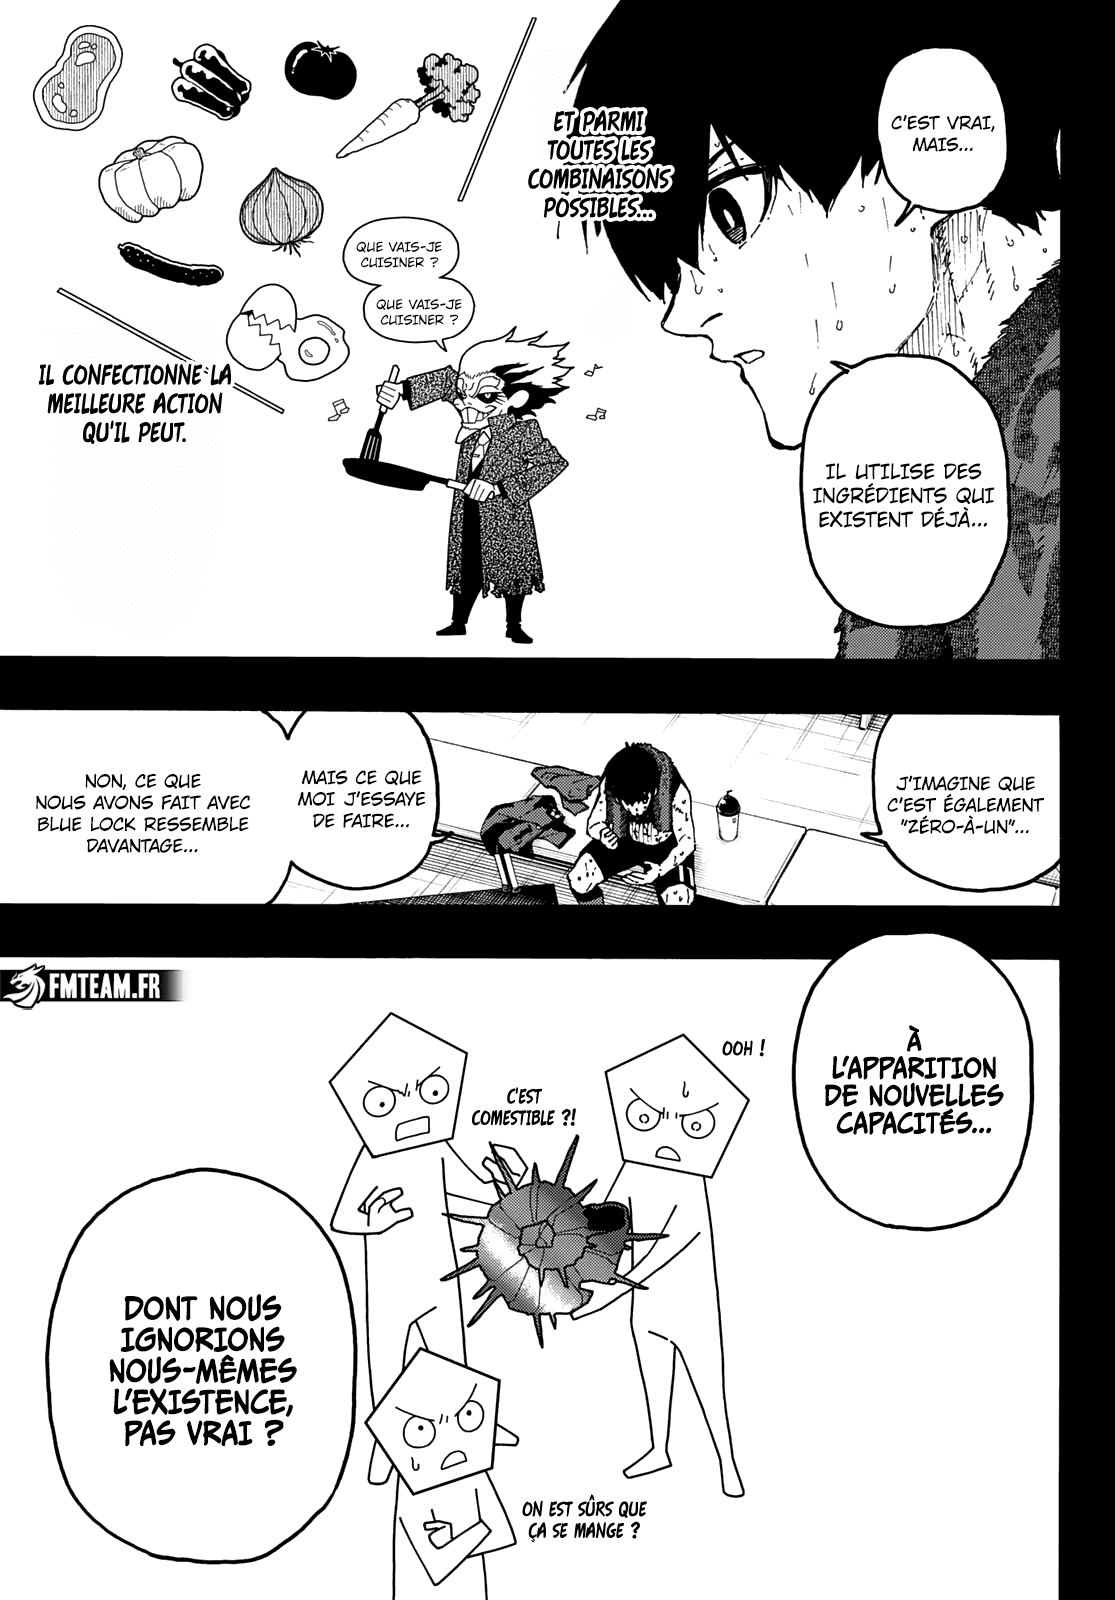 C'EST VRAI,
MAIS...
IL UTILISE DES
INGRÉDIENTS QUI
EXISTENT DÉJÀ...
ET PARMI
TOUTES LES
COMBINAISONS
POSSIBLES...
QUE VAIS-JE
CUISINER ?
QUE VAIS-JE
CUISINER ?
IL CONFECTIONNE LA
MEILLEURE ACTION
QU'IL PEUT.
J'IMAGINE QUE
C'EST ÉGALEMENT
"ZÉRO-À-UN"...
MAIS CE QUE
MOI J'ESSAYE
DE FAIRE...
NON, CE QUE
NOUS AVONS FAIT AVEC
BLUE LOCK RESSEMBLE
DAVANTAGE...
FMTEAM.FR
À
L'APPARITION
DE NOUVELLES
CAPACITÉS...
OOH !
C'EST
COMESTIBLE ?!
DONT NOUS
IGNORIONS
NOUS-MÊMES
L'EXISTENCE,
PAS VRAI ?
ON EST SÛRS QUE
ÇA SE MANGE ?